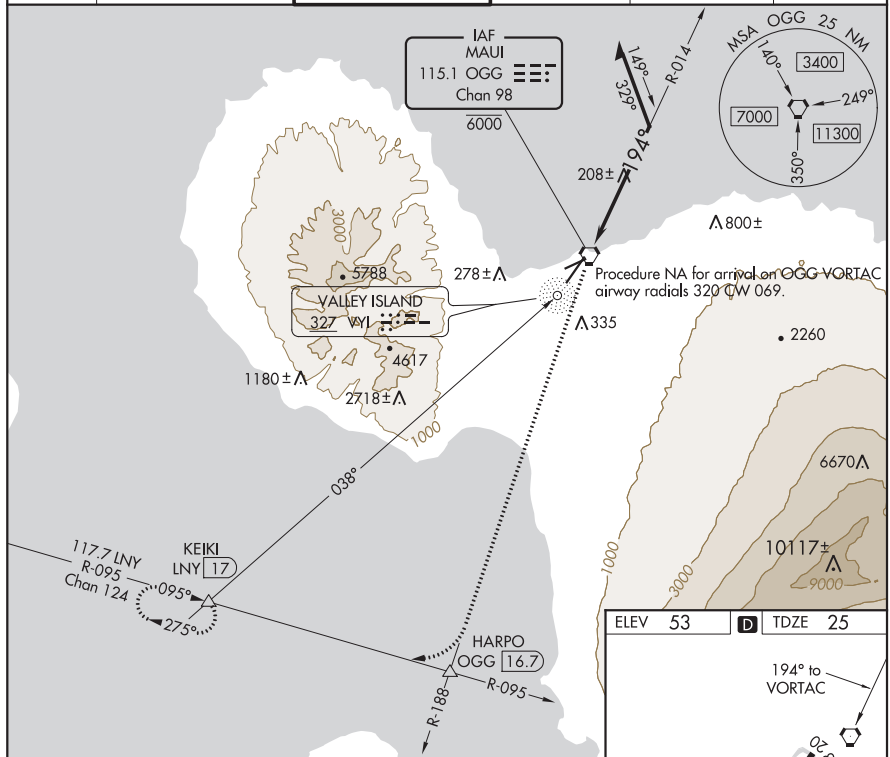 IAF
MAUI
115.1 OGG
Chan 98
6000
149°
329°
R-014
194°
208±
MSA OGG 25 NM
140°
3400
249°
7000
11300
350°
800±
3000
5788
278±
Procedure NA for arrival on OGG VORTAC
airway radials 320 CW 069.
VALLEY ISLAND
327 VYI
335
2260
4617
1180±
2718±
1000
6670
038°
10117±
9000
1000
3000
117.7 LNY
R-095
Chan 124
KEIKI
LNY 17
095°
275°
HARPO
OGG 16.7
R-095
R-188
ELEV 53 D TDZE 25
194° to
VORTAC
20